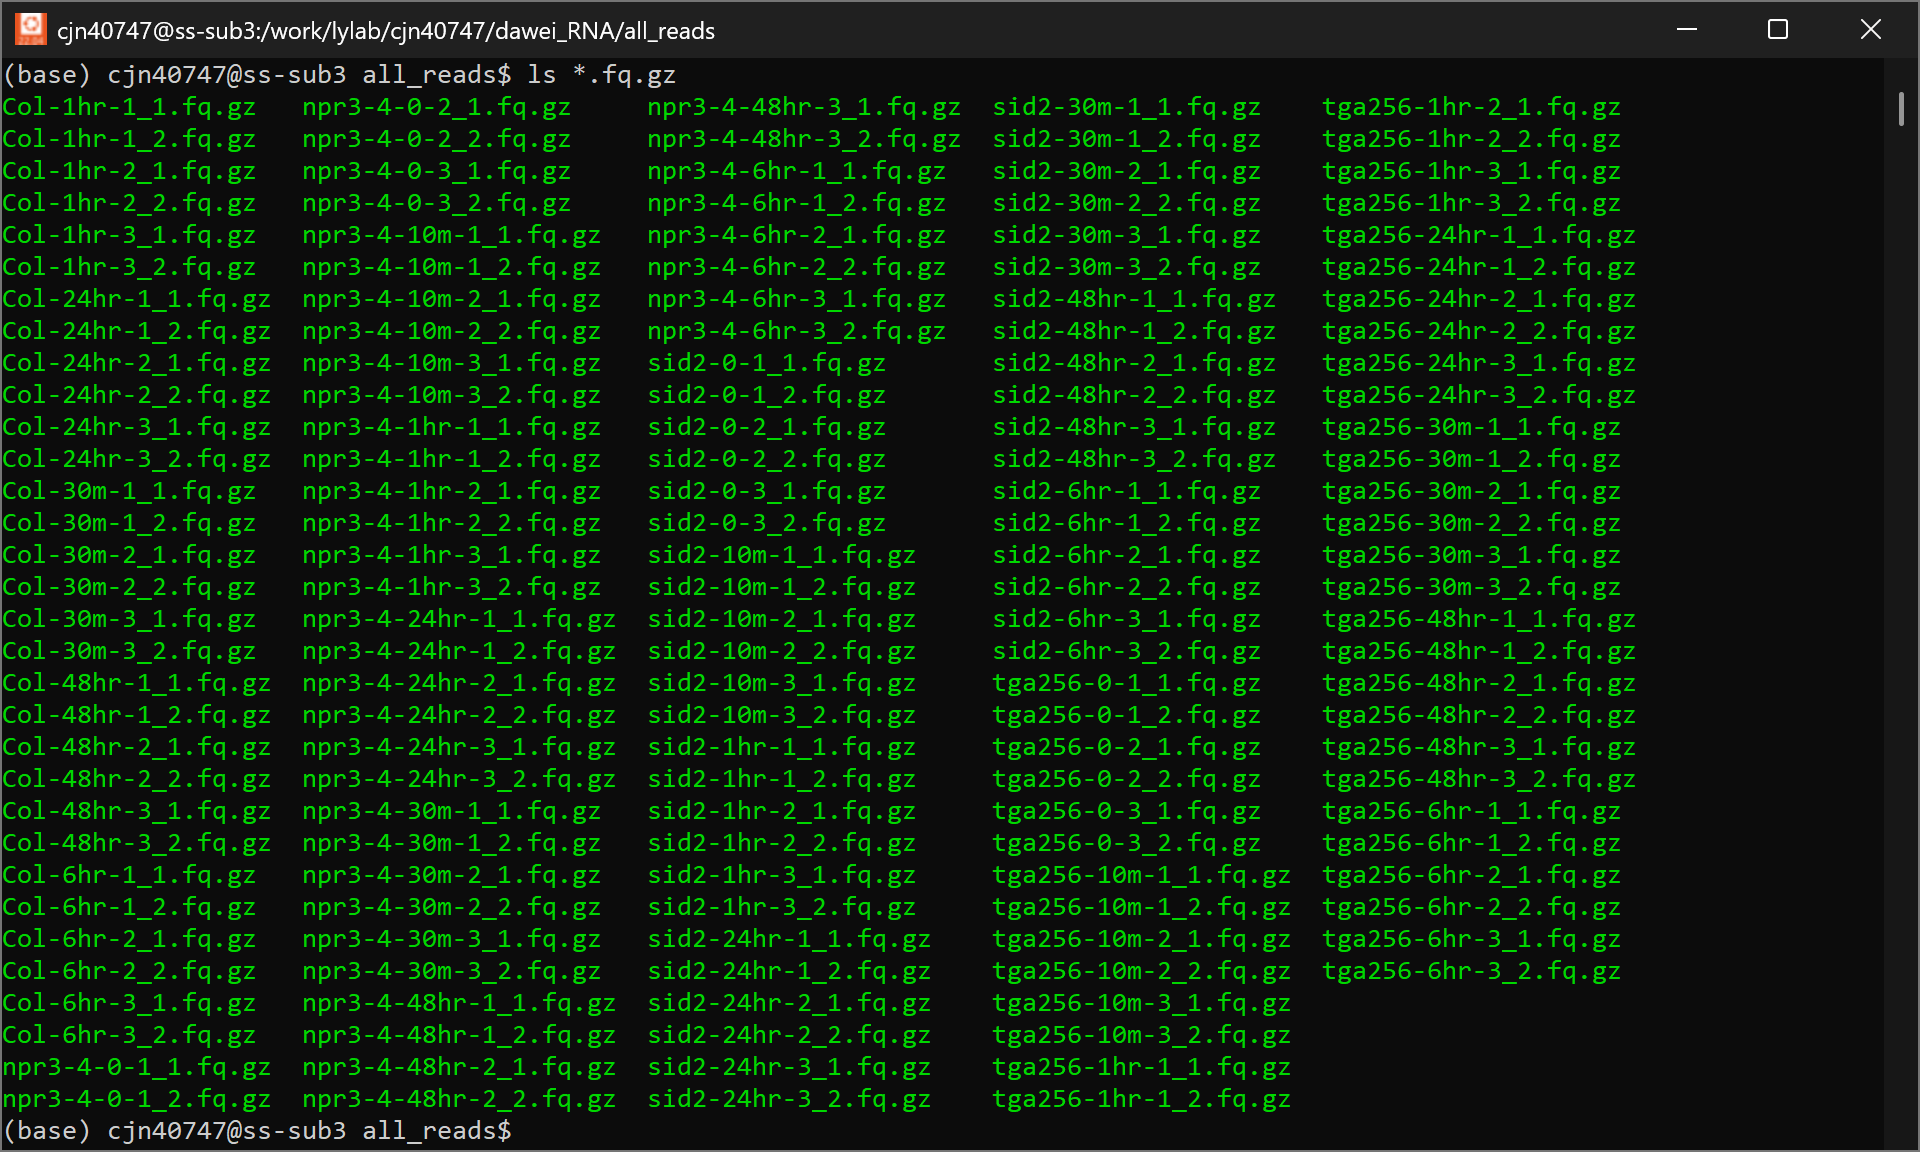 cjn40747@ss-sub3:/work/lylab/cjn40747/dawei_RNA/all_reads
(base) cjn40747@ss-sub3 all_reads$ ls *.fq.gz
Col-1hr-1_1.fq.gz npr3-4-0-2_1.fq.gz npr3-4-48hr-3_1.fq.gz sid2-30m-1_1.fq.gz tga256-1hr-2_1.fq.gz
Col-1hr-1_2.fq.gz npr3-4-0-2_2.fq.gz npr3-4-48hr-3_2.fq.gz sid2-30m-1_2.fq.gz tga256-1hr-2_2.fq.gz
Col-1hr-2_1.fq.gz npr3-4-0-3_1.fq.gz npr3-4-6hr-1_1.fq.gz sid2-30m-2_1.fq.gz tga256-1hr-3_1.fq.gz
Col-1hr-2_2.fq.gz npr3-4-0-3_2.fq.gz npr3-4-6hr-1_2.fq.gz sid2-30m-2_2.fq.gz tga256-1hr-3_2.fq.gz
Col-1hr-3_1.fq.gz npr3-4-10m-1_1.fq.gz npr3-4-6hr-2_1.fq.gz sid2-30m-3_1.fq.gz tga256-24hr-1_1.fq.gz
Col-1hr-3_2.fq.gz npr3-4-10m-1_2.fq.gz npr3-4-6hr-2_2.fq.gz sid2-30m-3_2.fq.gz tga256-24hr-1_2.fq.gz
Col-24hr-1_1.fq.gz npr3-4-10m-2_1.fq.gz npr3-4-6hr-3_1.fq.gz sid2-48hr-1_1.fq.gz tga256-24hr-2_1.fq.gz
Col-24hr-1_2.fq.gz npr3-4-10m-2_2.fq.gz npr3-4-6hr-3_2.fq.gz sid2-48hr-1_2.fq.gz tga256-24hr-2_2.fq.gz
Col-24hr-2_1.fq.gz npr3-4-10m-3_1.fq.gz sid2-0-1_1.fq.gz sid2-48hr-2_1.fq.gz tga256-24hr-3_1.fq.gz
Col-24hr-2_2.fq.gz npr3-4-10m-3_2.fq.gz sid2-0-1_2.fq.gz sid2-48hr-2_2.fq.gz tga256-24hr-3_2.fq.gz
Col-24hr-3_1.fq.gz npr3-4-1hr-1_1.fq.gz sid2-0-2_1.fq.gz sid2-48hr-3_1.fq.gz tga256-30m-1_1.fq.gz
Col-24hr-3_2.fq.gz npr3-4-1hr-1_2.fq.gz sid2-0-2_2.fq.gz sid2-48hr-3_2.fq.gz tga256-30m-1_2.fq.gz
Col-30m-1_1.fq.gz npr3-4-1hr-2_1.fq.gz sid2-0-3_1.fq.gz sid2-6hr-1_1.fq.gz tga256-30m-2_1.fq.gz
Col-30m-1_2.fq.gz npr3-4-1hr-2_2.fq.gz sid2-0-3_2.fq.gz sid2-6hr-1_2.fq.gz tga256-30m-2_2.fq.gz
Col-30m-2_1.fq.gz npr3-4-1hr-3_1.fq.gz sid2-10m-1_1.fq.gz sid2-6hr-2_1.fq.gz tga256-30m-3_1.fq.gz
Col-30m-2_2.fq.gz npr3-4-1hr-3_2.fq.gz sid2-10m-1_2.fq.gz sid2-6hr-2_2.fq.gz tga256-30m-3_2.fq.gz
Col-30m-3_1.fq.gz npr3-4-24hr-1_1.fq.gz sid2-10m-2_1.fq.gz sid2-6hr-3_1.fq.gz tga256-48hr-1_1.fq.gz
Col-30m-3_2.fq.gz npr3-4-24hr-1_2.fq.gz sid2-10m-2_2.fq.gz sid2-6hr-3_2.fq.gz tga256-48hr-1_2.fq.gz
Col-48hr-1_1.fq.gz npr3-4-24hr-2_1.fq.gz sid2-10m-3_1.fq.gz tga256-0-1_1.fq.gz tga256-48hr-2_1.fq.gz
Col-48hr-1_2.fq.gz npr3-4-24hr-2_2.fq.gz sid2-10m-3_2.fq.gz tga256-0-1_2.fq.gz tga256-48hr-2_2.fq.gz
Col-48hr-2_1.fq.gz npr3-4-24hr-3_1.fq.gz sid2-1hr-1_1.fq.gz tga256-0-2_1.fq.gz tga256-48hr-3_1.fq.gz
Col-48hr-2_2.fq.gz npr3-4-24hr-3_2.fq.gz sid2-1hr-1_2.fq.gz tga256-0-2_2.fq.gz tga256-48hr-3_2.fq.gz
Col-48hr-3_1.fq.gz npr3-4-30m-1_1.fq.gz sid2-1hr-2_1.fq.gz tga256-0-3_1.fq.gz tga256-6hr-1_1.fq.gz
Col-48hr-3_2.fq.gz npr3-4-30m-1_2.fq.gz sid2-1hr-2_2.fq.gz tga256-0-3_2.fq.gz tga256-6hr-1_2.fq.gz
Col-6hr-1_1.fq.gz npr3-4-30m-2_1.fq.gz sid2-1hr-3_1.fq.gz tga256-10m-1_1.fq.gz tga256-6hr-2_1.fq.gz
Col-6hr-1_2.fq.gz npr3-4-30m-2_2.fq.gz sid2-1hr-3_2.fq.gz tga256-10m-1_2.fq.gz tga256-6hr-2_2.fq.gz
Col-6hr-2_1.fq.gz npr3-4-30m-3_1.fq.gz sid2-24hr-1_1.fq.gz tga256-10m-2_1.fq.gz tga256-6hr-3_1.fq.gz
Col-6hr-2_2.fq.gz npr3-4-30m-3_2.fq.gz sid2-24hr-1_2.fq.gz tga256-10m-2_2.fq.gz tga256-6hr-3_2.fq.gz
Col-6hr-3_1.fq.gz npr3-4-48hr-1_1.fq.gz sid2-24hr-2_1.fq.gz tga256-10m-3_1.fq.gz
Col-6hr-3_2.fq.gz npr3-4-48hr-1_2.fq.gz sid2-24hr-2_2.fq.gz tga256-10m-3_2.fq.gz
npr3-4-0-1_1.fq.gz npr3-4-48hr-2_1.fq.gz sid2-24hr-3_1.fq.gz tga256-1hr-1_1.fq.gz
npr3-4-0-1_2.fq.gz npr3-4-48hr-2_2.fq.gz sid2-24hr-3_2.fq.gz tga256-1hr-1_2.fq.gz
(base) cjn40747@ss-sub3 all_reads$